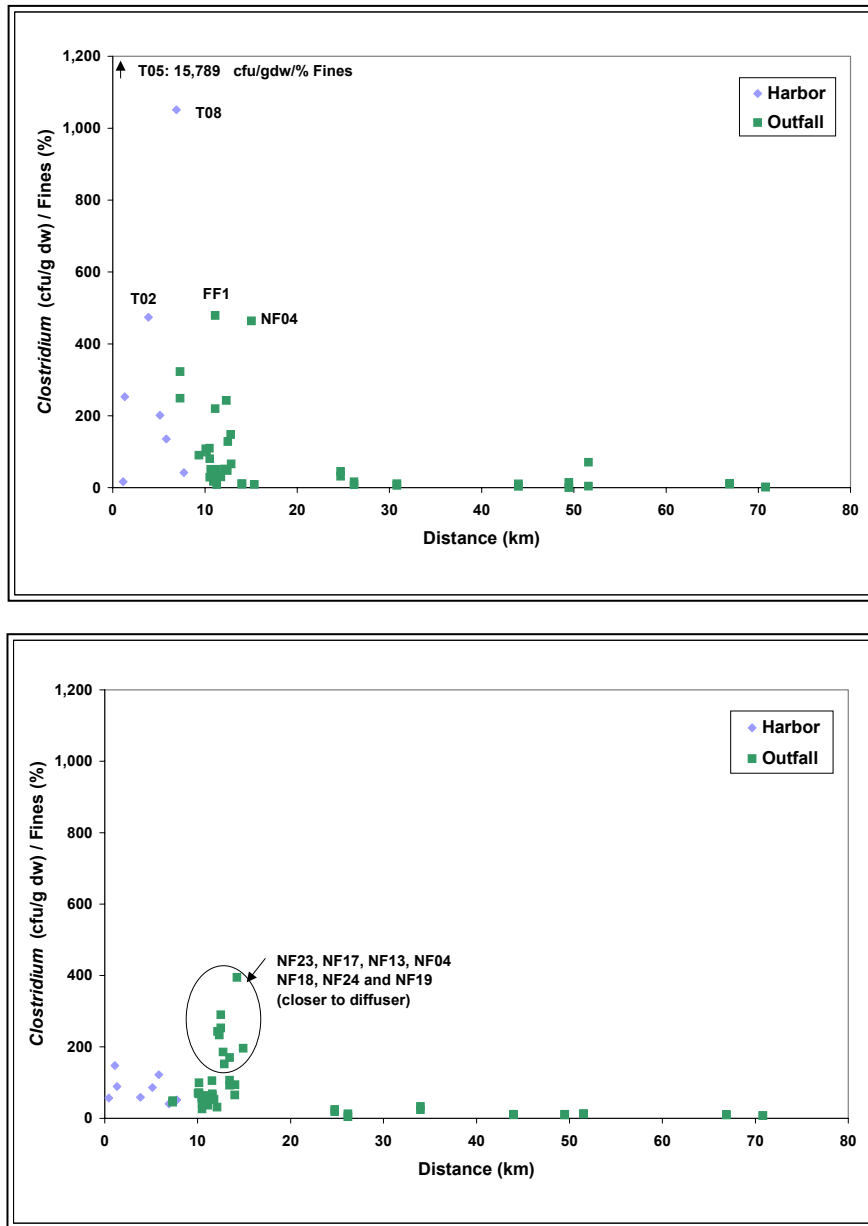 1,200
T05: 15,789 cfu/gdw/% Fines
Harbor
Outfall
T08
1,000
800
600
FF1
T02
NF04
400
200
0
Clostridium (cfu/g dw) / Fines (%)
0 10 20 30 40 50 60 70 80
Distance (km)
1,200
Harbor
Outfall
1,000
800
600
NF23, NF17, NF13, NF04
NF18, NF24 and NF19
(closer to diffuser)
400
200
0
Clostridium (cfu/g dw) / Fines (%)
0 10 20 30 40 50 60 70 80
Distance (km)